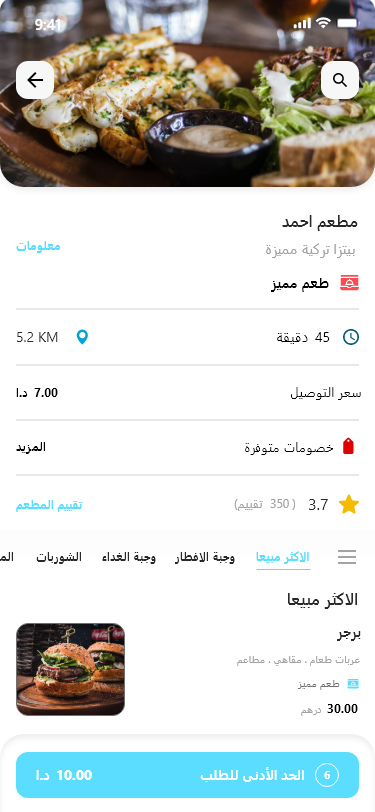 9:41
مطعم احمد
بيتزا تركية مميزة
معلومات
طعم مميز
45 دقيقة
5.2 KM
سعر التوصيل
7.00 د.ا
خصومات متوفرة
المزيد
3.7 (350 تقييم)
تقييم المطعم
الاكثر مبيعا وجبة الافطار وجبة الغداء الشوربات
الاكثر مبيعا
برجر
عربات طعام . مقاهي . مطاعم
طعم مميز
30.00 درهم
6 الحد الأدنى للطلب 10.00 د.ا